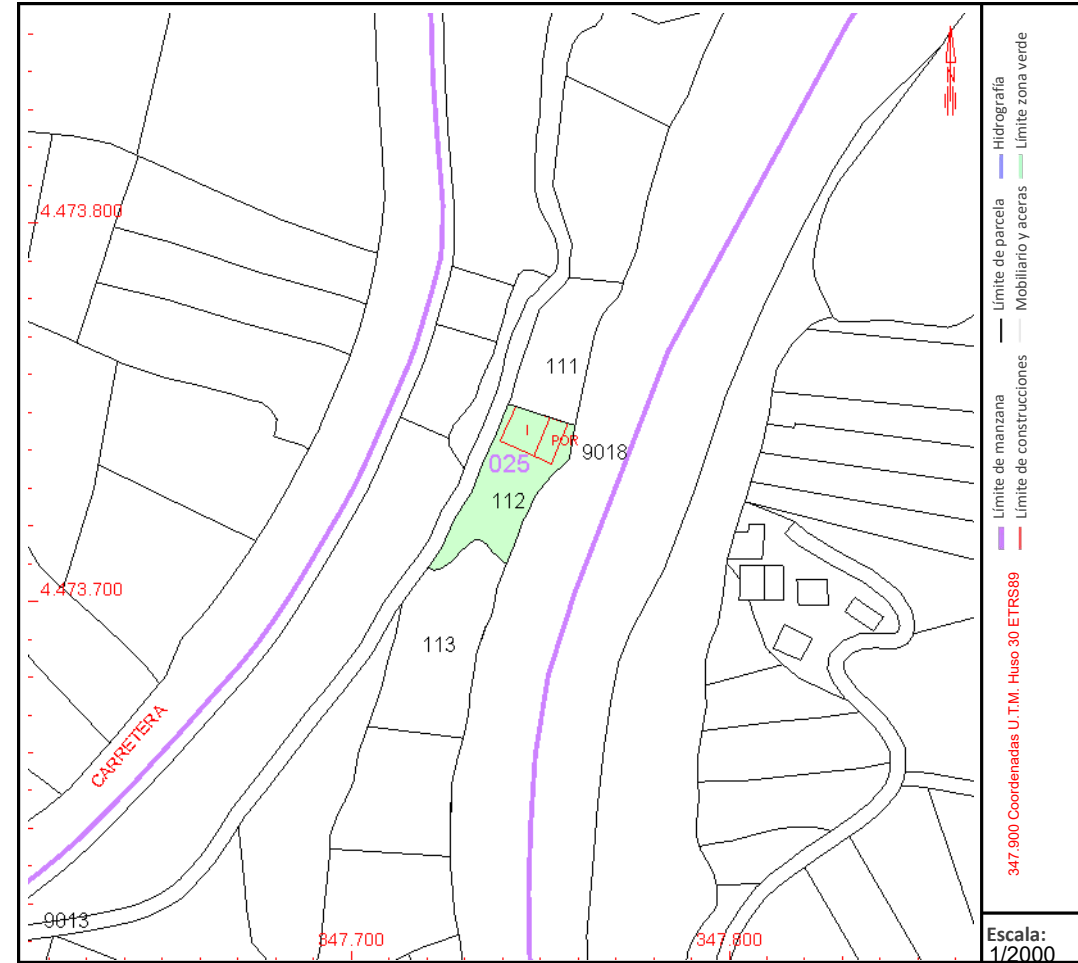 N
4.473.800
111
I
POR
9018
025
112
4.473.700
113
CARRETERA
9013
347.700
347.800
Hidrografía
Límite zona verde
Límite de parcela
Mobiliario y aceras
Límite de manzana
Límite de construcciones
347.900 Coordenadas U.T.M. Huso 30 ETRS89
Escala:
1/2000